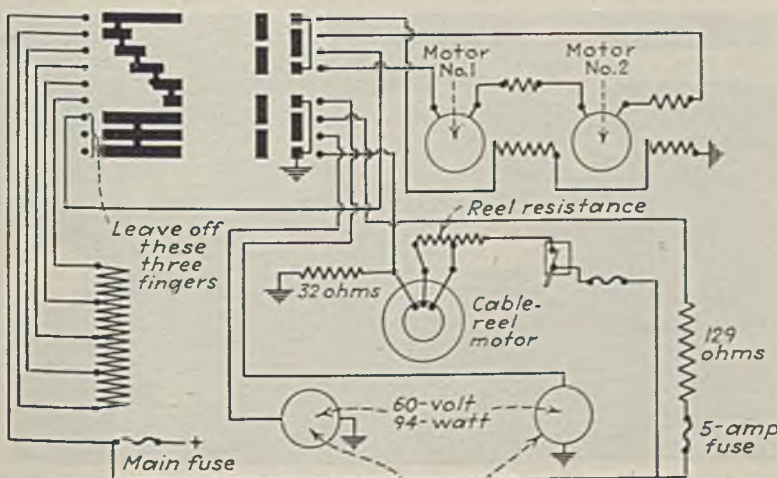 Motor
No.1
Motor
No.2
Leave off
these
three
fingers
Reel resistance
32 ohms
Cable-
reel
motor
129
ohms
60-volt
94-watt
5-amp
fuse
Main fuse
+